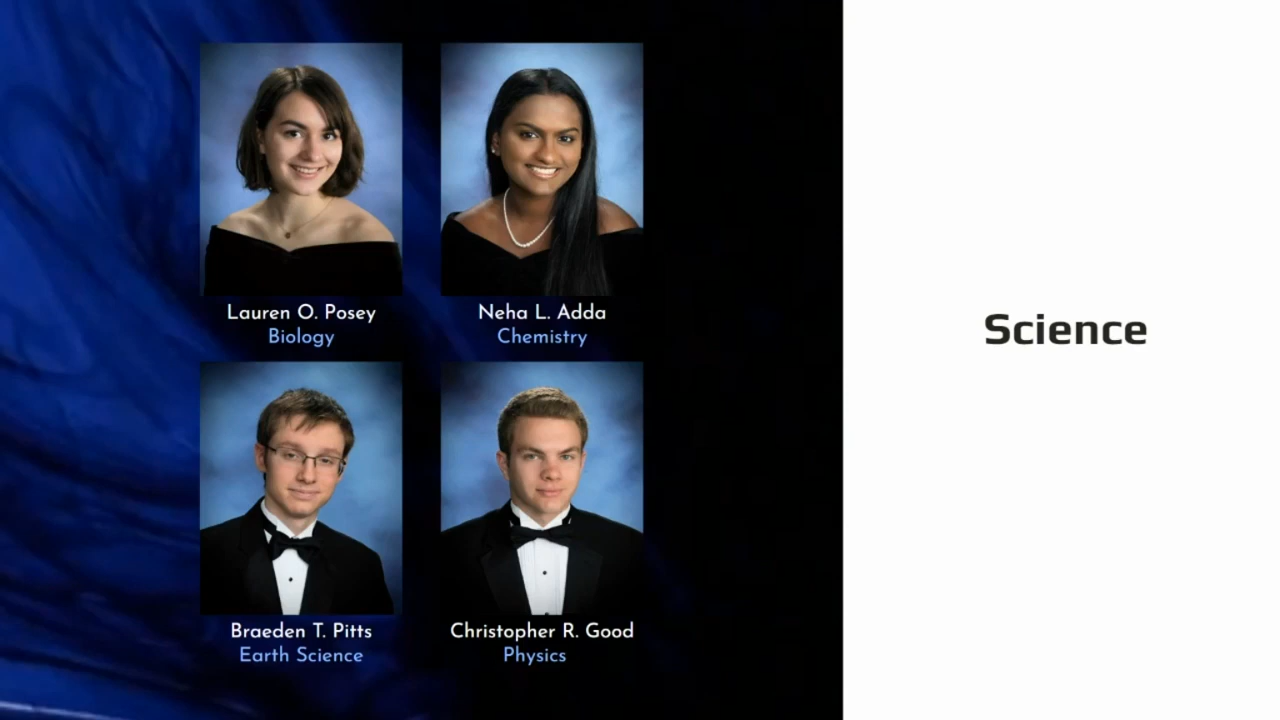 Lauren O. Posey
Biology
Neha L. Adda
Chemistry
Braeden T. Pitts
Earth Science
Christopher R. Good
Physics
Science